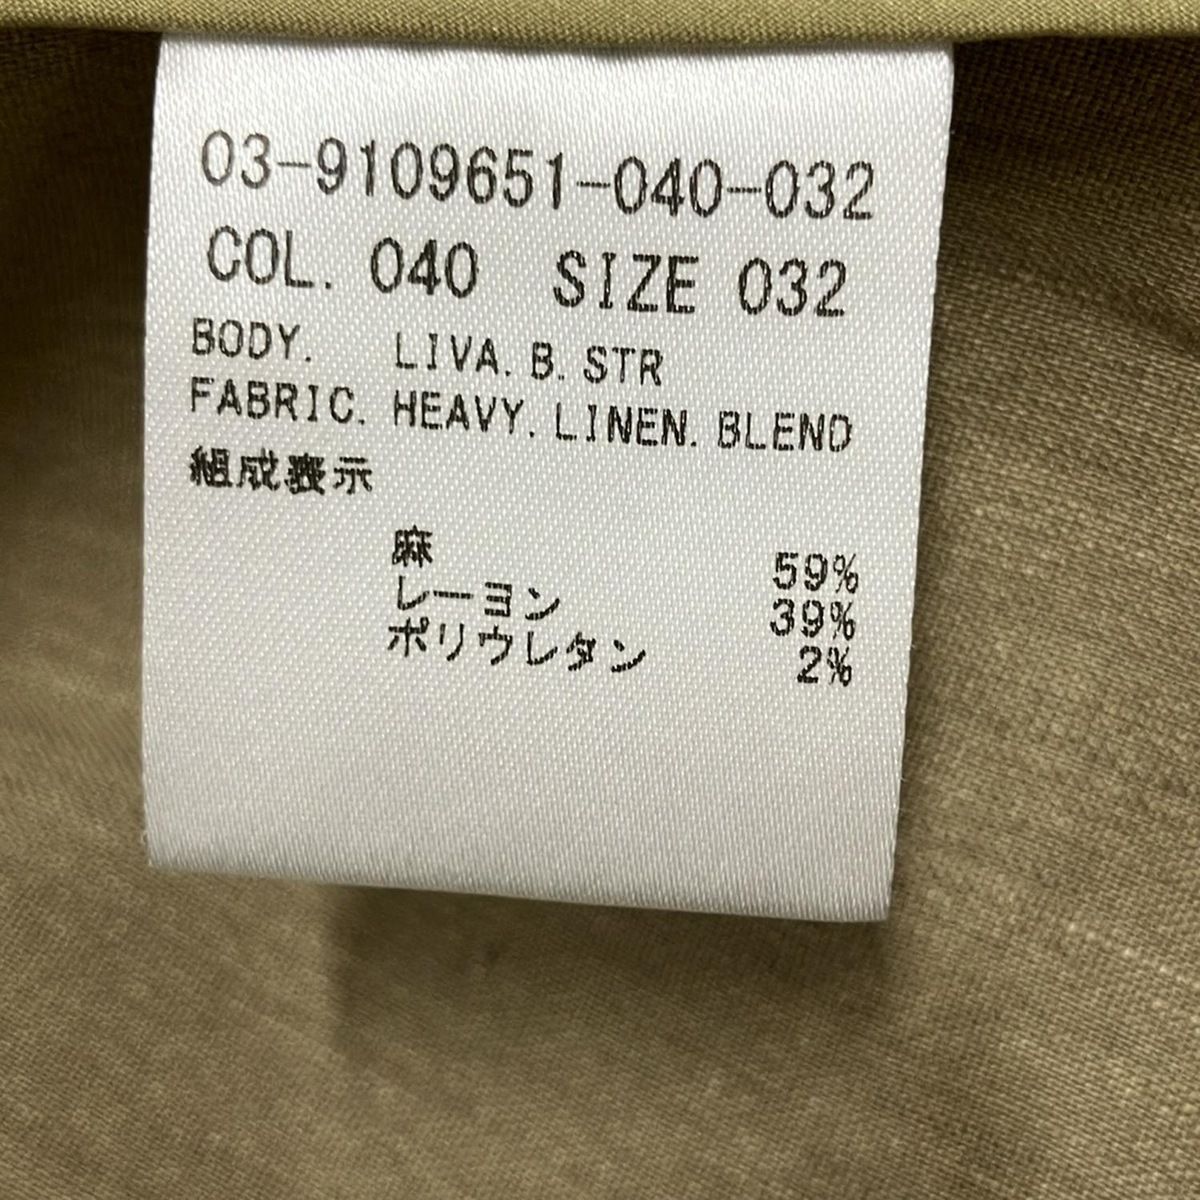 03-9109651-040-032
COL. 040 SIZE 032
BODY. LIVA. B. STR
FABRIC. HEAVY. LINEN. BLEND
組成表示
麻 59%
レーヨン 39%
ポリウレタン 2%